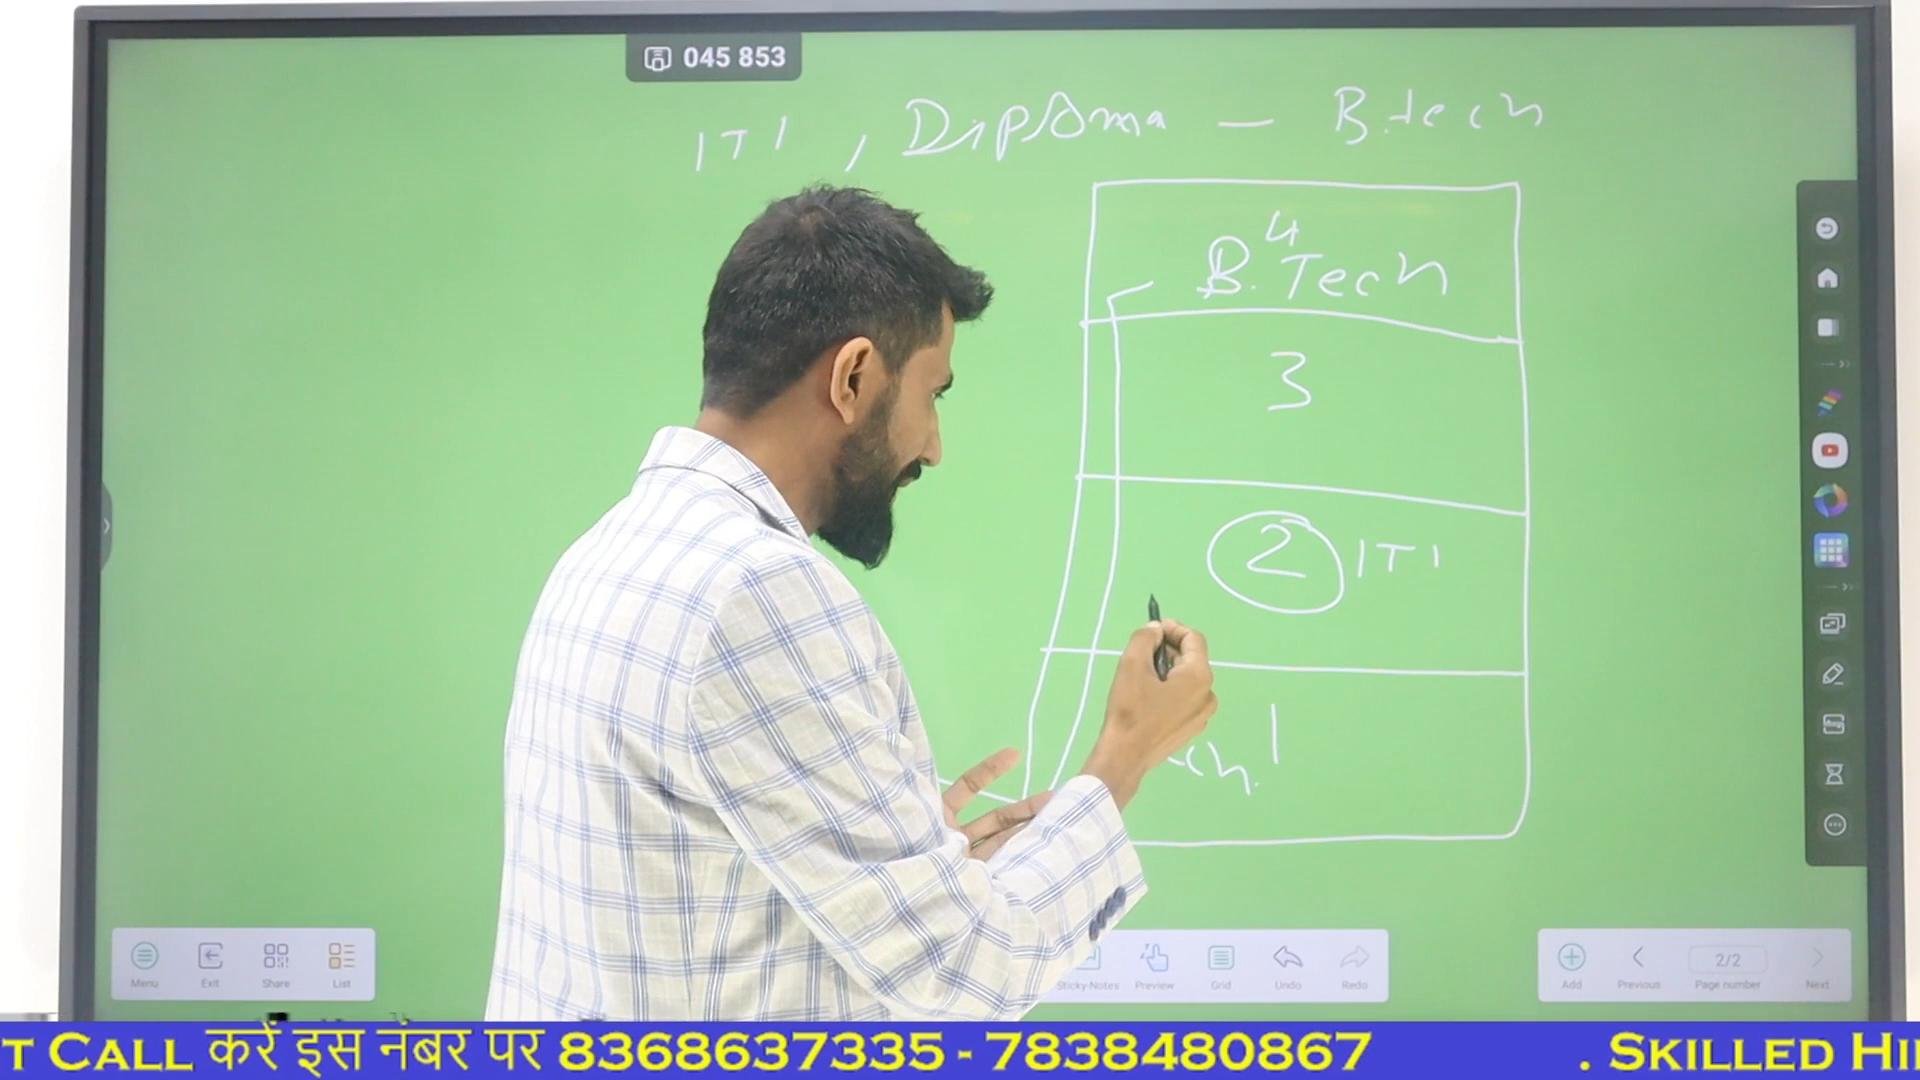 045 853
ITI, Diploma — B.tech
4
B.Tech
3
2 ITI
ch. 1
Menu Exit Share List
Sticky-Notes Preview Grid Undo Redo
Add Previous 2/2 Page number Next
T CALL करें इस नंबर पर 8368637335 - 7838480867 . SKILLED HI